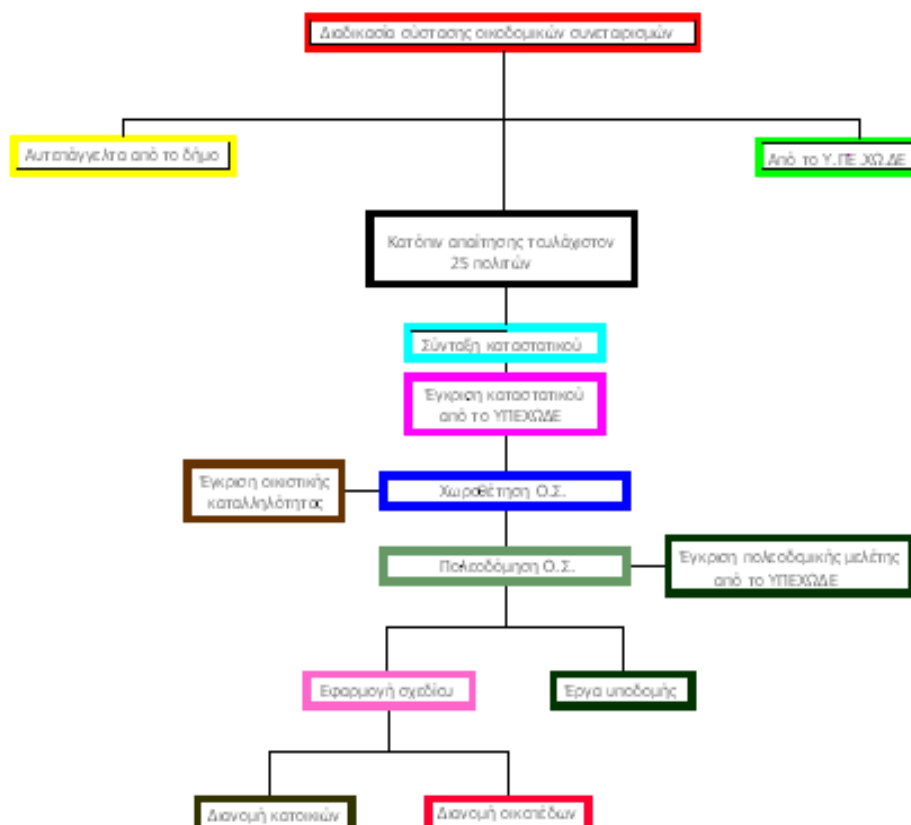 Διαδικασία σύστασης οικοδομικών συνεταιρισμών
Αυτεπάγγελτα από το δήμο
Από το Υ.ΠΕ.ΧΩ.ΔΕ
Κατόπιν απαίτησης τουλάχιστον
25 πολιτών
Σύνταξη καταστατικού
Έγκριση καταστατικού
από το ΥΠΕΧΩΔΕ
Έγκριση οικιστικής
καταλληλότητας
Χωροθέτηση Ο.Σ.
Πολεοδόμηση Ο.Σ.
Έγκριση πολεοδομικής μελέτης
από το ΥΠΕΧΩΔΕ
Εφαρμογή σχεδίου
Έργα υποδομής
Διανομή κατοικιών
Διανομή οικοπέδων